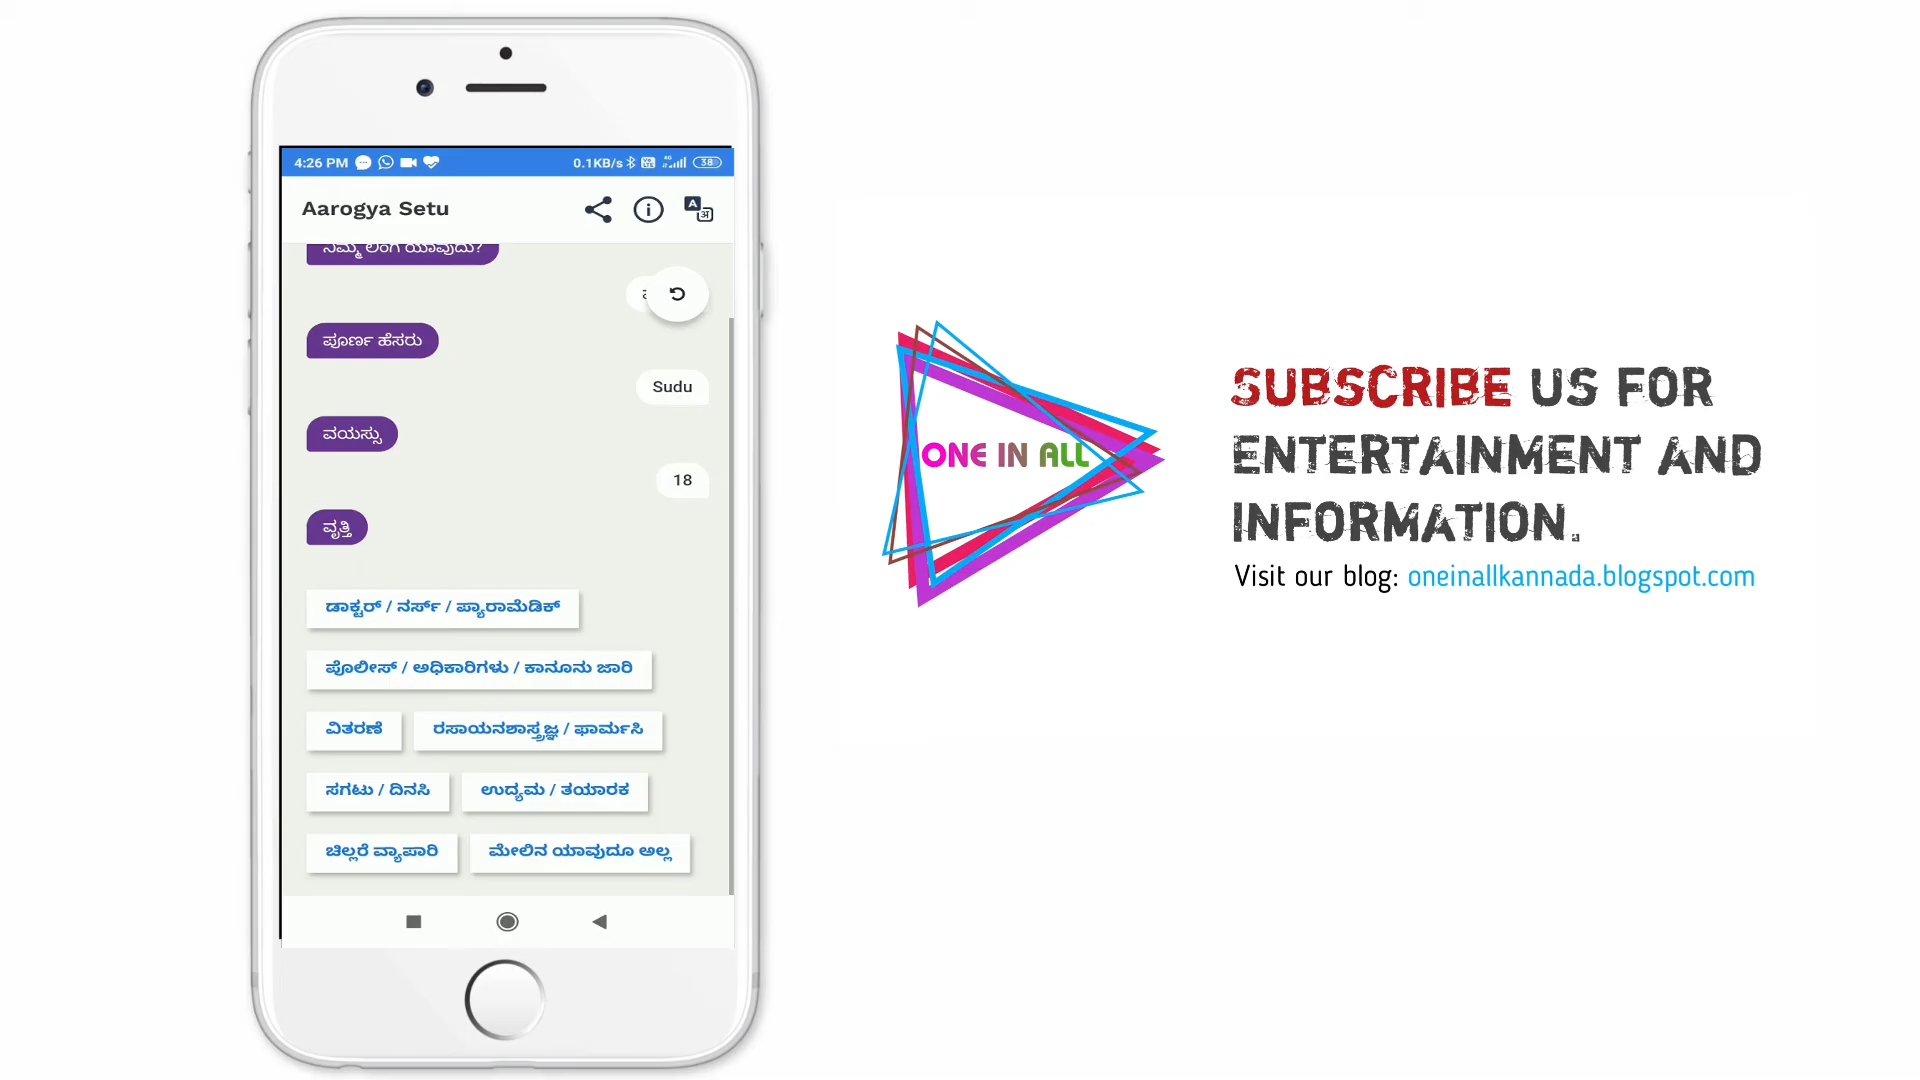 4:26 PM
0.1KB/s
4G
38
Aarogya Setu
ನಿಮ್ಮ ಲಿಂಗ ಯಾವುದು?
ಪೂರ್ಣ ಹೆಸರು
Sudu
ವಯಸ್ಸು
18
ವೃತ್ತಿ
ಡಾಕ್ಟರ್ / ನರ್ಸ್ / ಪ್ಯಾರಾಮೆಡಿಕ್
ಪೊಲೀಸ್ / ಅಧಿಕಾರಿಗಳು / ಕಾನೂನು ಜಾರಿ
ವಿತರಣೆ
ರಸಾಯನಶಾಸ್ತ್ರಜ್ಞ / ಫಾರ್ಮಸಿ
ಸಗಟು / ದಿನಸಿ
ಉದ್ಯಮ / ತಯಾರಕ
ಚಿಲ್ಲರೆ ವ್ಯಾಪಾರಿ
ಮೇಲಿನ ಯಾವುದೂ ಅಲ್ಲ
ONE IN ALL
SUBSCRIBE US FOR
ENTERTAINMENT AND
INFORMATION.
Visit our blog: oneinallkannada.blogspot.com